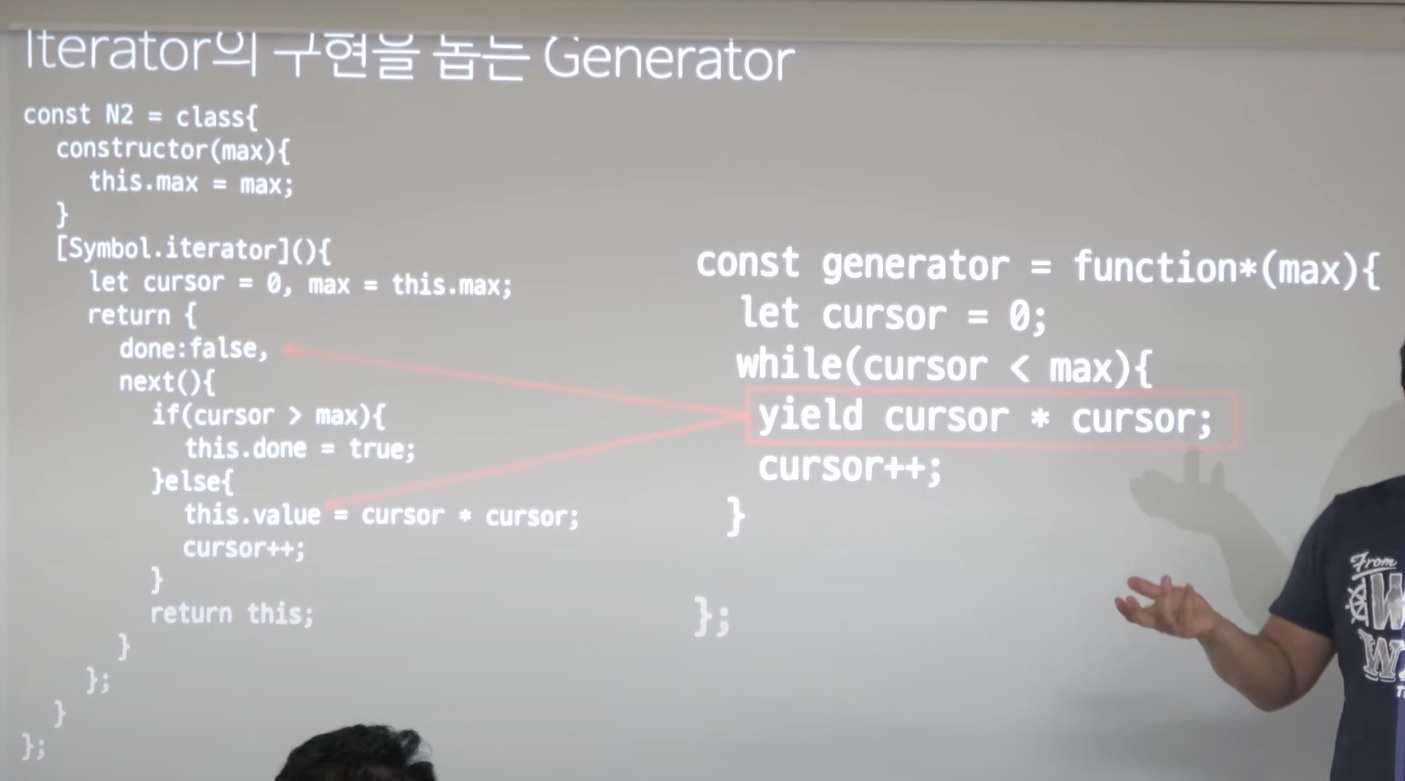 Iterator의 구현을 돕는 Generator
const N2 = class{
constructor(max){
this.max = max;
}
[Symbol.iterator](){
let cursor = 0, max = this.max;
return {
done:false,
next(){
if(cursor > max){
this.done = true;
}else{
this.value = cursor * cursor;
cursor++;
}
return this;
}
};
}
};
const generator = function*(max){
let cursor = 0;
while(cursor < max){
yield cursor * cursor;
cursor++;
}
};
From